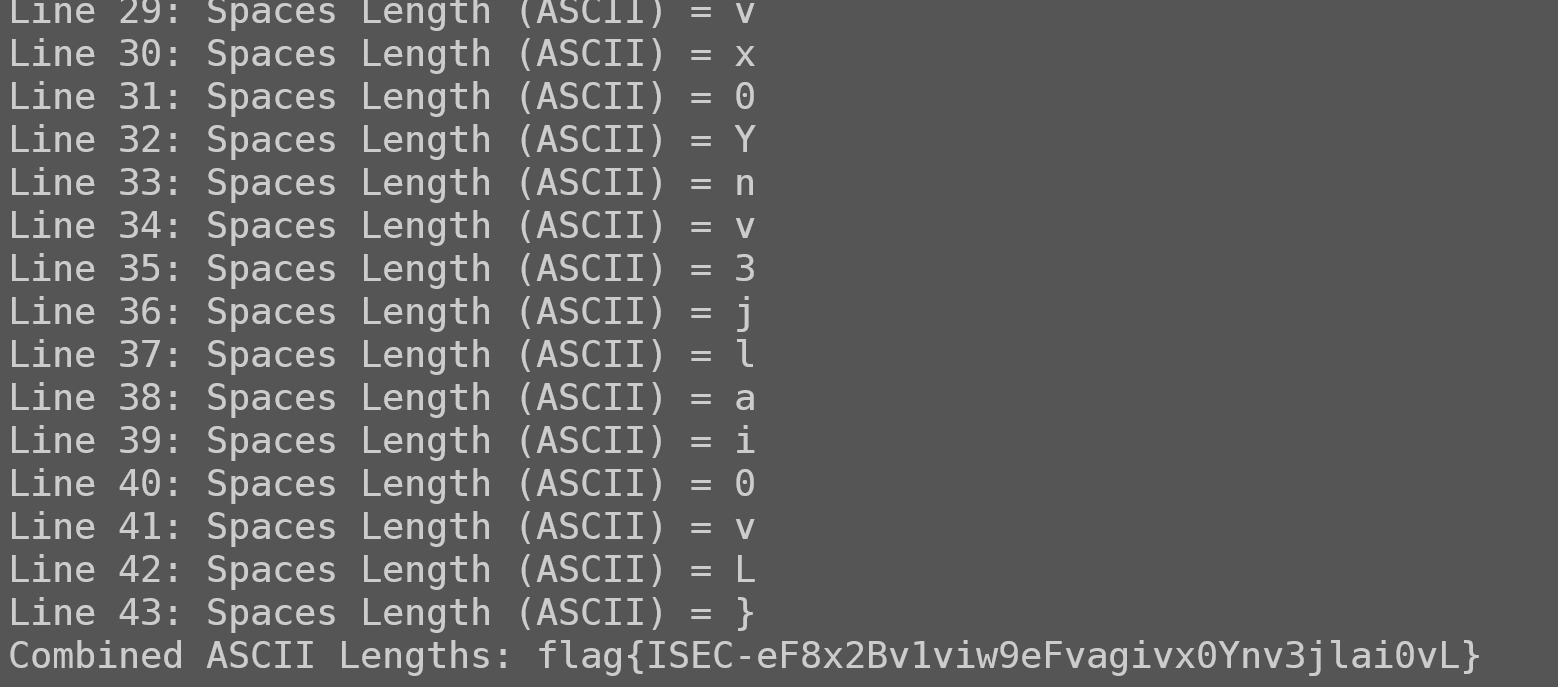 Line 29: Spaces Length (ASCII) = v
Line 30: Spaces Length (ASCII) = x
Line 31: Spaces Length (ASCII) = 0
Line 32: Spaces Length (ASCII) = Y
Line 33: Spaces Length (ASCII) = n
Line 34: Spaces Length (ASCII) = v
Line 35: Spaces Length (ASCII) = 3
Line 36: Spaces Length (ASCII) = j
Line 37: Spaces Length (ASCII) = l
Line 38: Spaces Length (ASCII) = a
Line 39: Spaces Length (ASCII) = i
Line 40: Spaces Length (ASCII) = 0
Line 41: Spaces Length (ASCII) = v
Line 42: Spaces Length (ASCII) = L
Line 43: Spaces Length (ASCII) = }
Combined ASCII Lengths: flag{ISEC-eF8x2Bv1viw9eFvagivx0Ynv3jlai0vL}